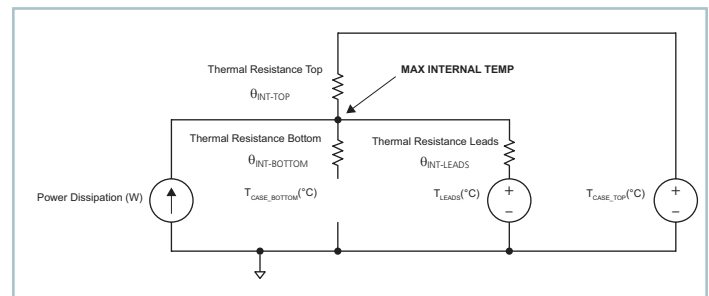 Thermal Resistance Top
θINT-TOP
MAX INTERNAL TEMP
Thermal Resistance Bottom
θINT-BOTTOM
Thermal Resistance Leads
θINT-LEADS
Power Dissipation (W)
TCASE_BOTTOM(°C)
TLEADS(°C)
TCASE_TOP(°C)
+
–
+
–